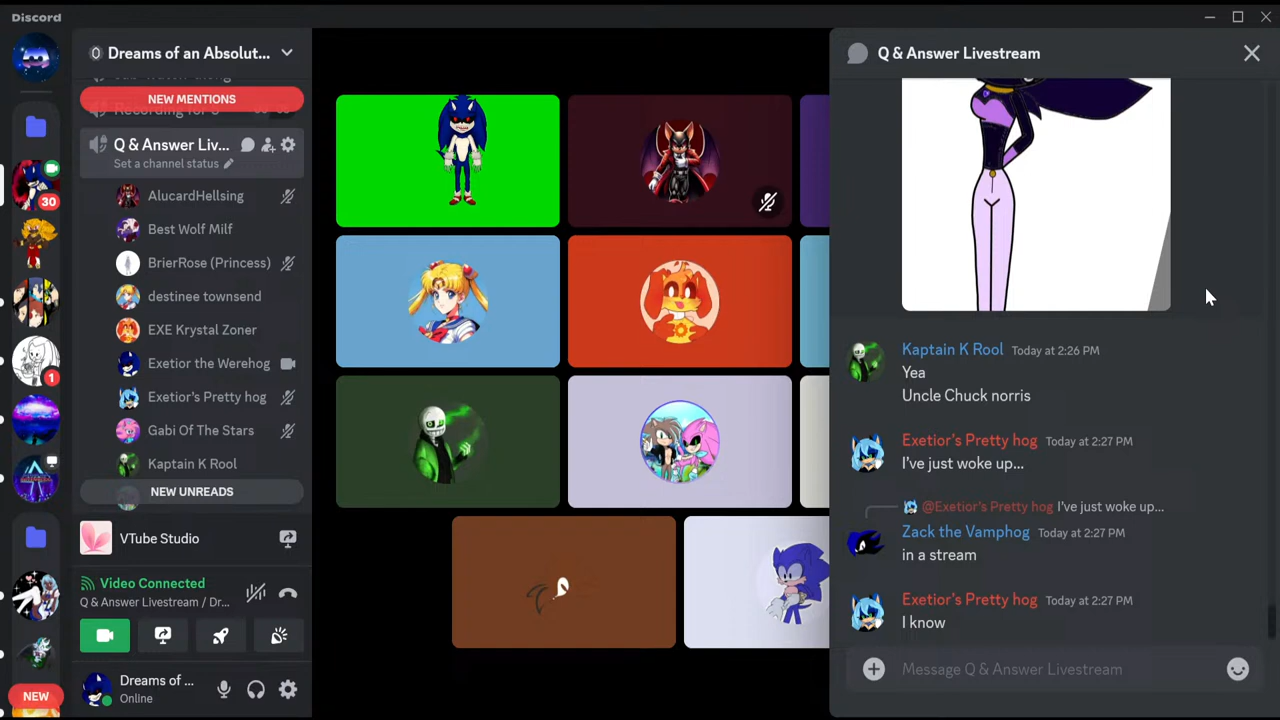 Discord
Dreams of an Absolut...
NEW MENTIONS
Q & Answer Liv...
Set a channel status
30
AlucardHellsing
Best Wolf Milf
BrierRose (Princess)
destinee townsend
EXE Krystal Zoner
Exetior the Werehog
1
Exetior's Pretty hog
Gabi Of The Stars
Kaptain K Rool
NEW UNREADS
VTube Studio
Video Connected
Q & Answer Livestream / Dr...
Dreams of ...
Online
NEW
Q & Answer Livestream
Kaptain K Rool Today at 2:26 PM
Yea
Uncle Chuck norris
Exetior's Pretty hog Today at 2:27 PM
I've just woke up...
@Exetior's Pretty hog I've just woke up...
Zack the Vamphog Today at 2:27 PM
in a stream
Exetior's Pretty hog Today at 2:27 PM
I know
Message Q & Answer Livestream